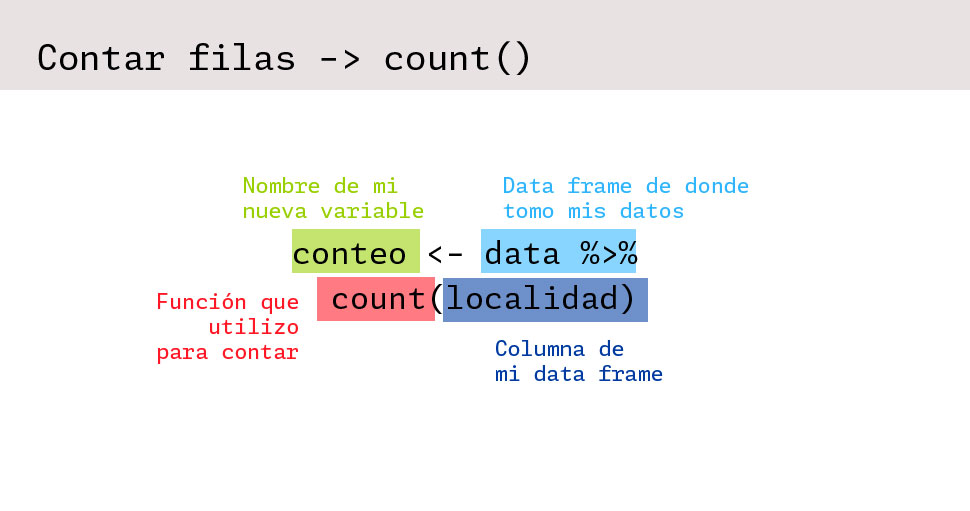 Contar filas -> count()
Nombre de mi
nueva variable
Data frame de donde
tomo mis datos
conteo <- data %>%
count(localidad)
Función que
utilizo
para contar
Columna de
mi data frame